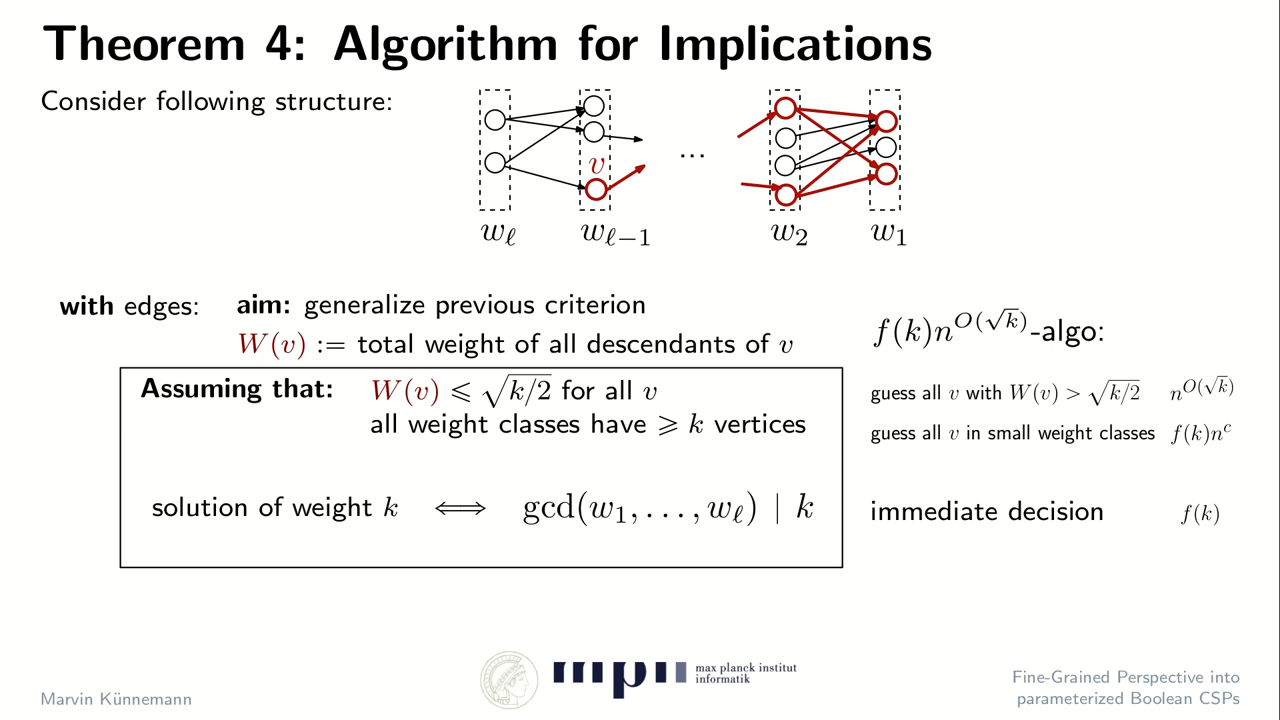 Theorem 4: Algorithm for Implications
Consider following structure:
v
...
w_ℓ w_{ℓ−1} w_2 w_1
with edges: aim: generalize previous criterion
W(v) := total weight of all descendants of v
f(k)n^{O(√k)}-algo:
Assuming that: W(v) ⩽ √(k/2) for all v
all weight classes have ⩾ k vertices
solution of weight k ⟺ gcd(w_1, …, w_ℓ) | k
guess all v with W(v) > √(k/2) n^{O(√k)}
guess all v in small weight classes f(k)n^c
immediate decision f(k)
max planck institut
informatik
Marvin Künnemann
Fine-Grained Perspective into
parameterized Boolean CSPs